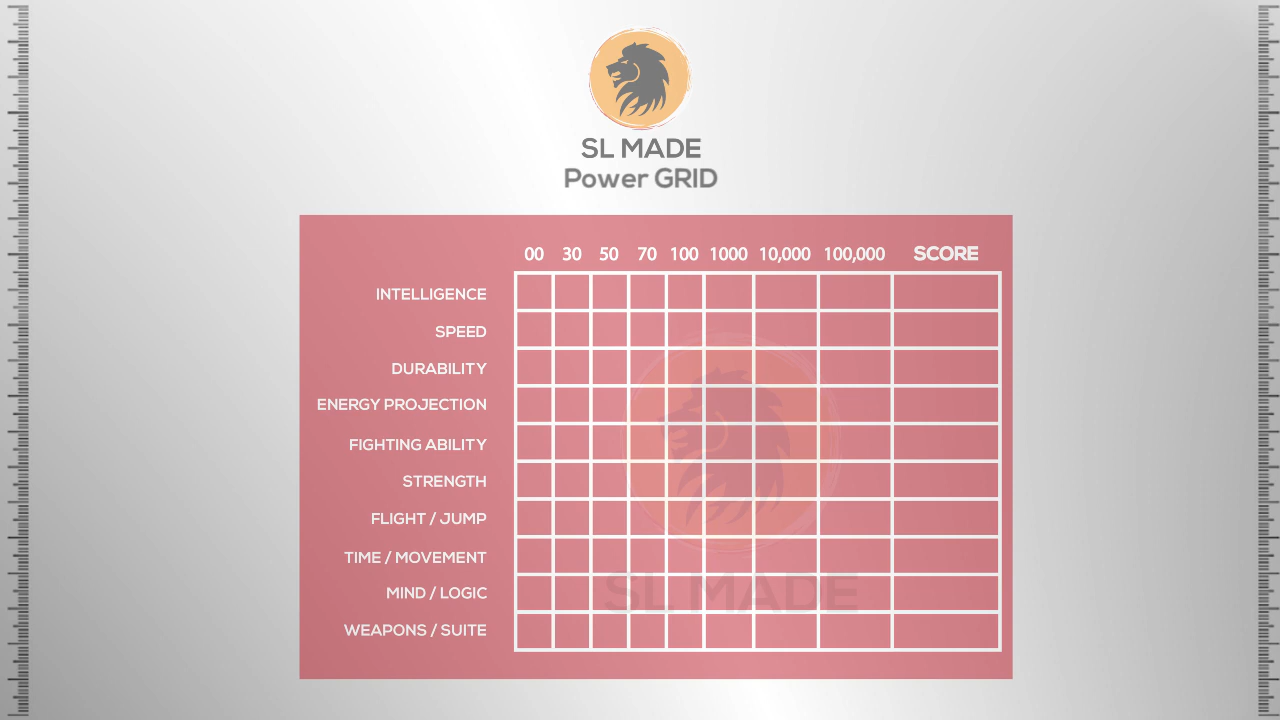 SL MADE
Power GRID
00 30 50 70 100 1000 10,000 100,000 SCORE
INTELLIGENCE
SPEED
DURABILITY
ENERGY PROJECTION
FIGHTING ABILITY
STRENGTH
FLIGHT / JUMP
TIME / MOVEMENT
MIND / LOGIC
SL MADE
WEAPONS / SUITE